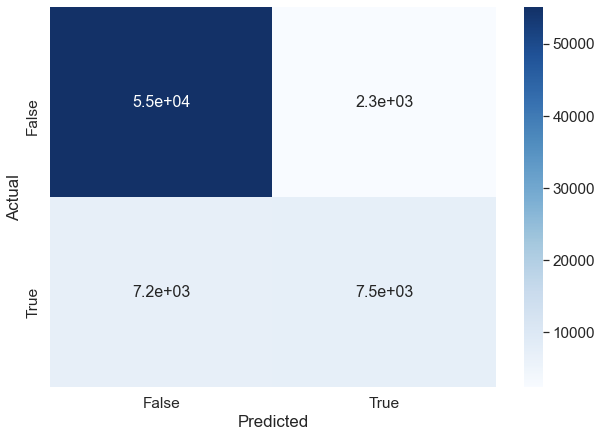 5.5e+04 2.3e+03
7.2e+03 7.5e+03
False
True
Actual
False True
Predicted
50000
40000
30000
20000
10000